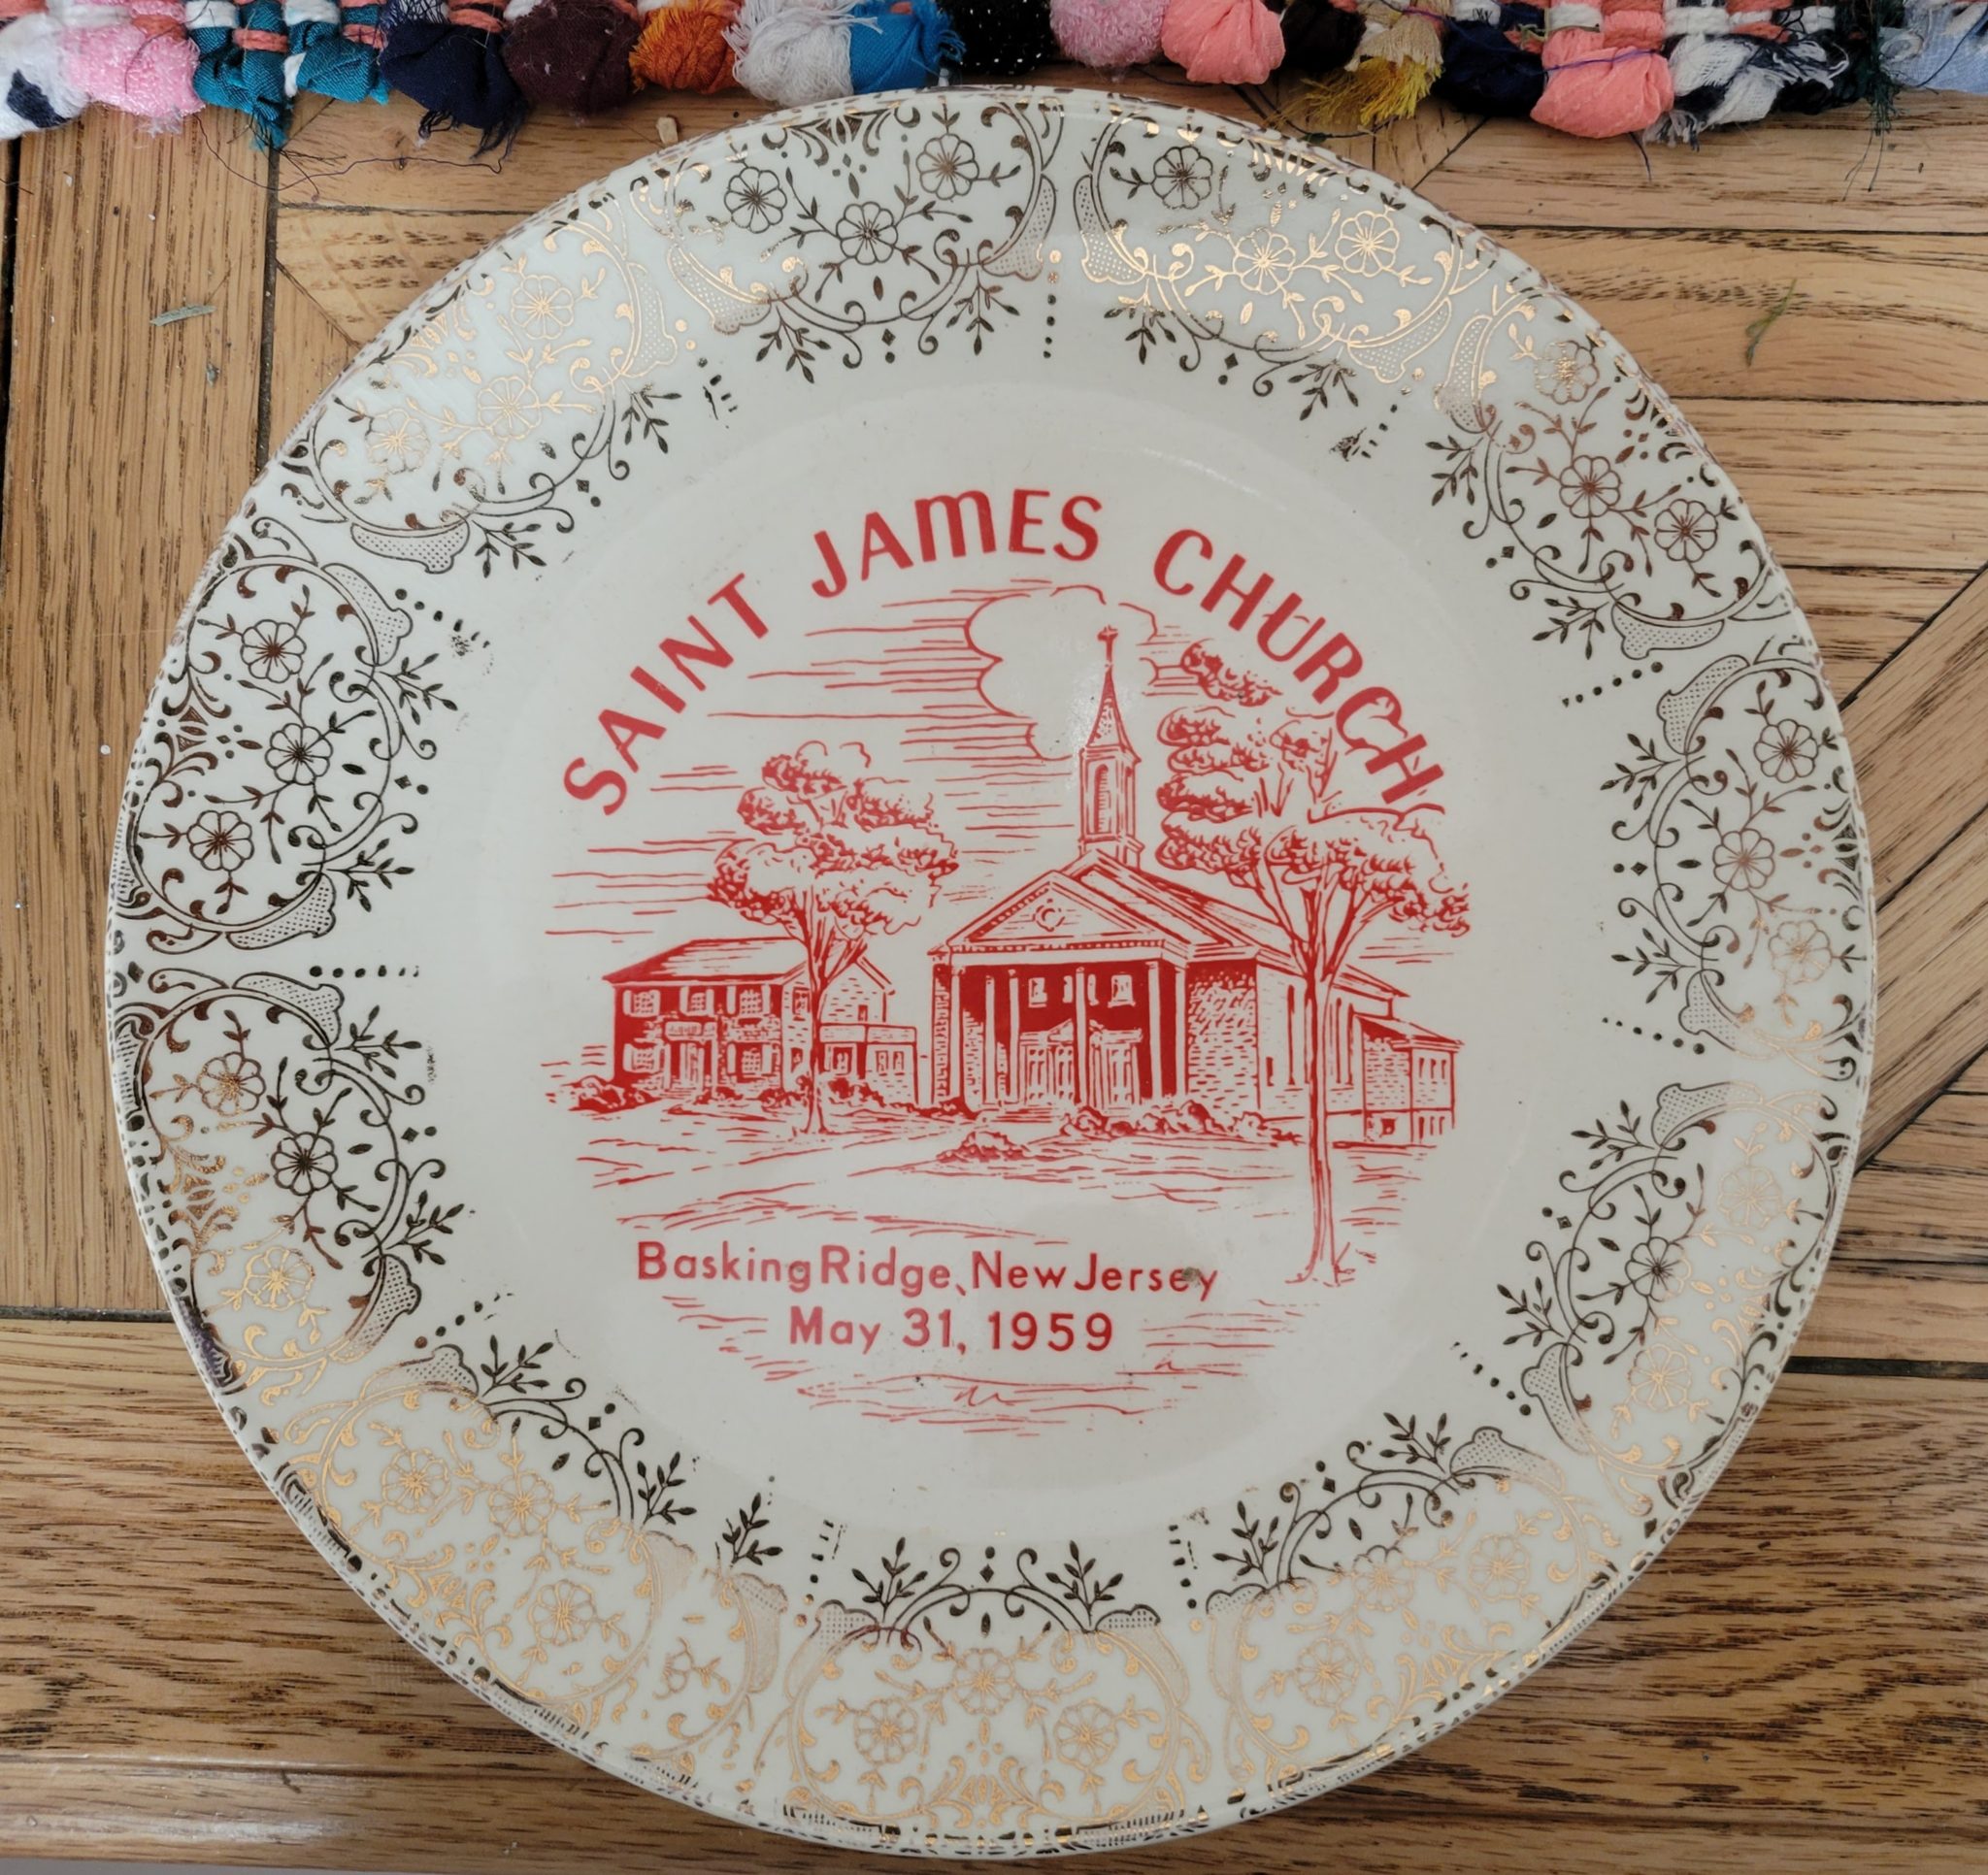 SAINT JAMES CHURCH
Basking Ridge, New Jersey
May 31, 1959